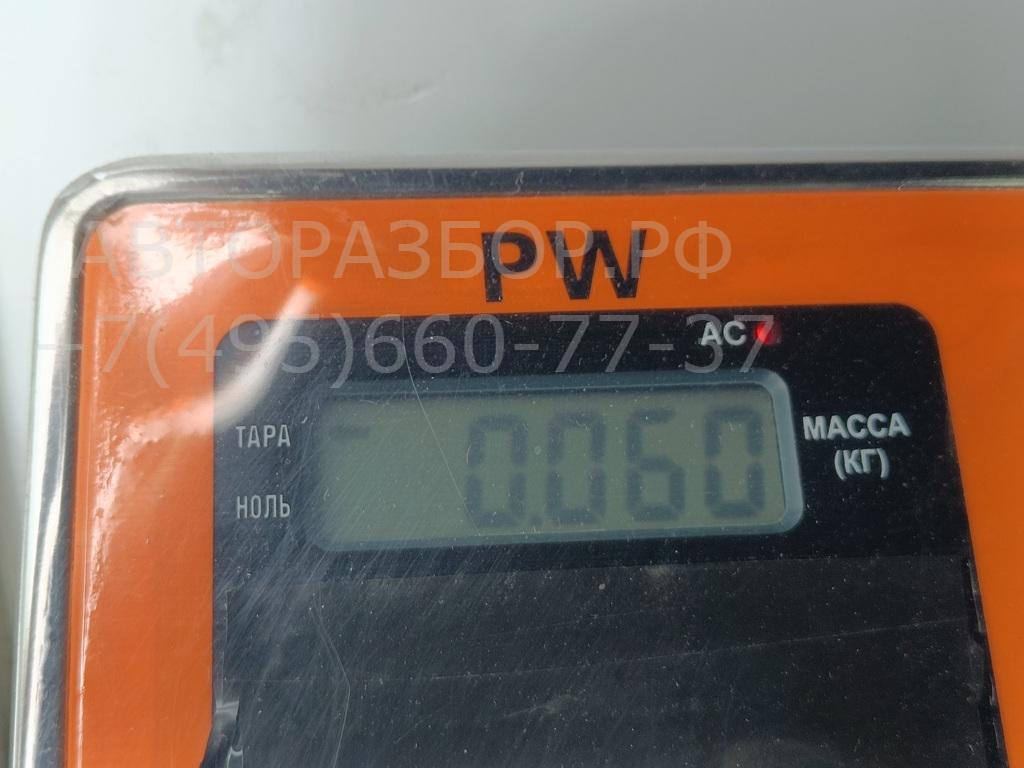 АВТОРАЗБОР.РФ
PW
+7(495)660-77-37
AC
ТАРА
0.060
МАССА
(КГ)
НОЛЬ